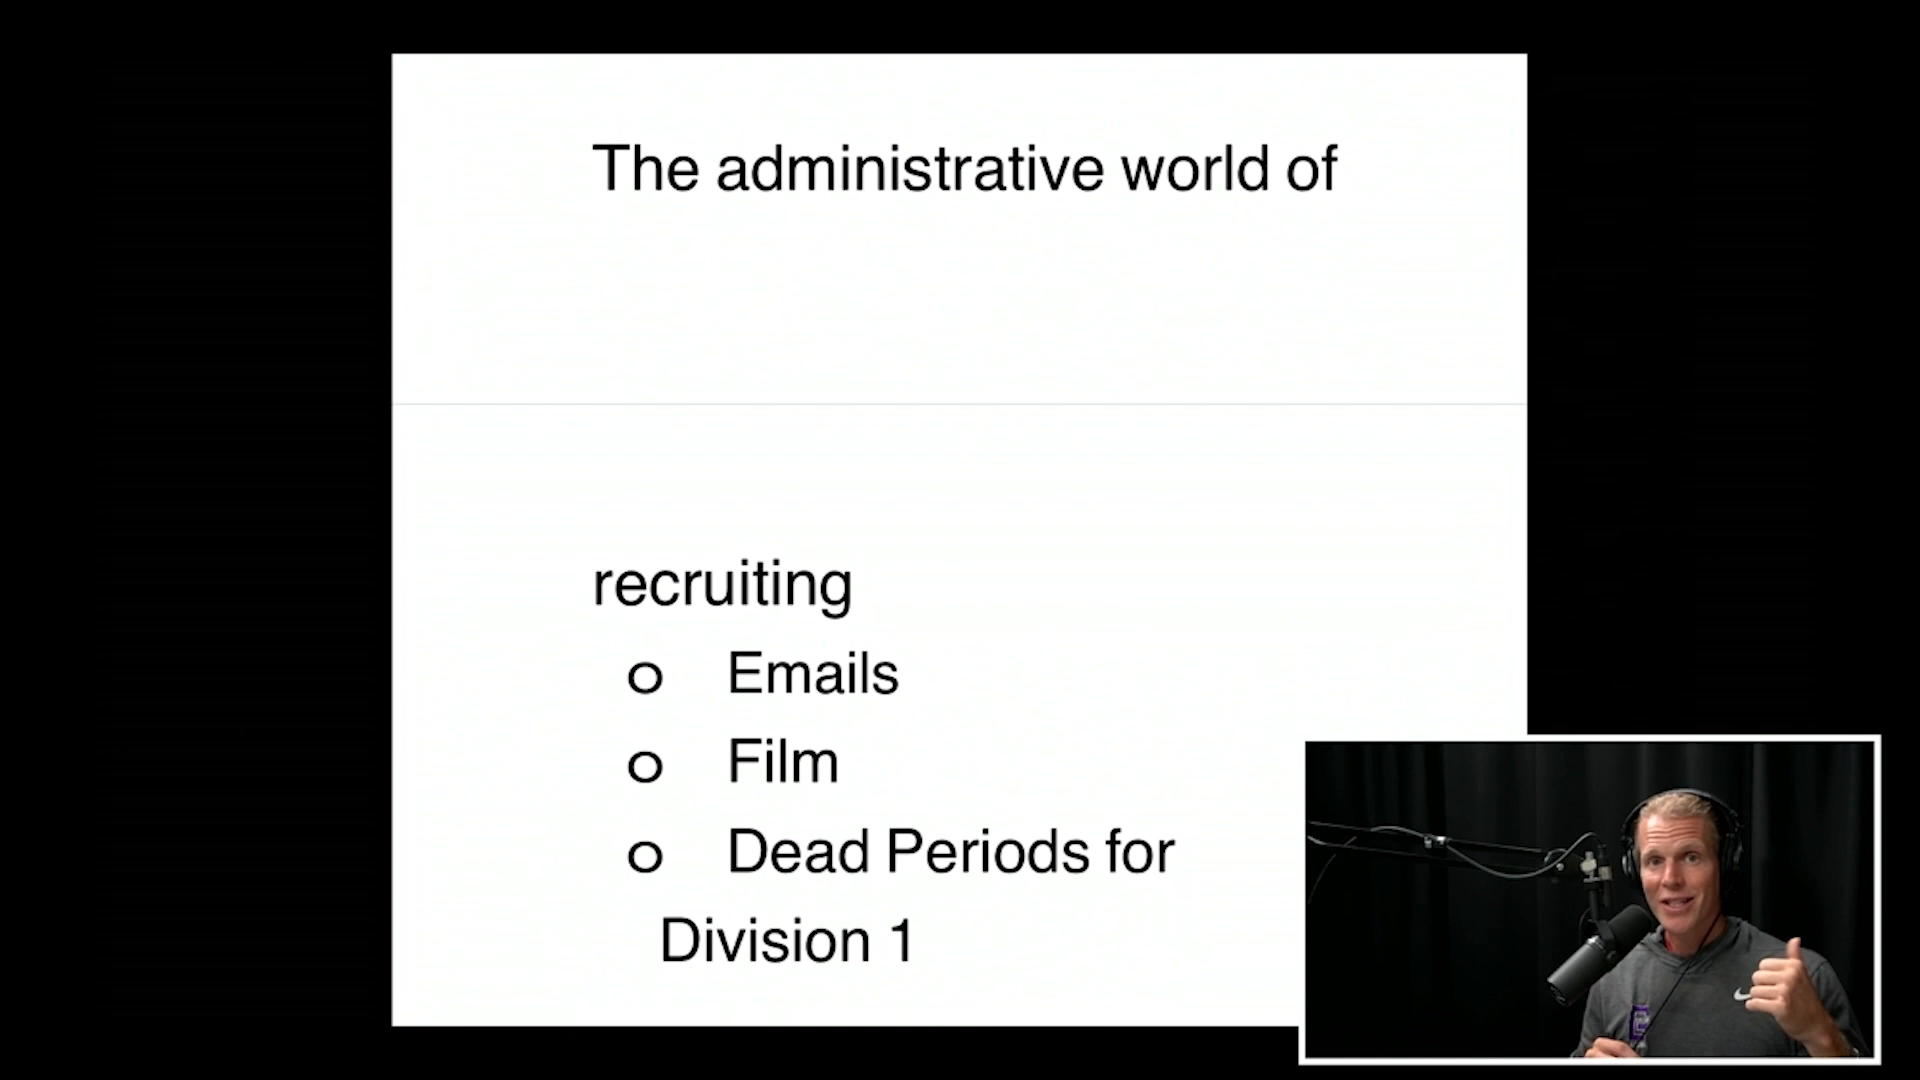 The administrative world of
recruiting
o Emails
o Film
o Dead Periods for
Division 1